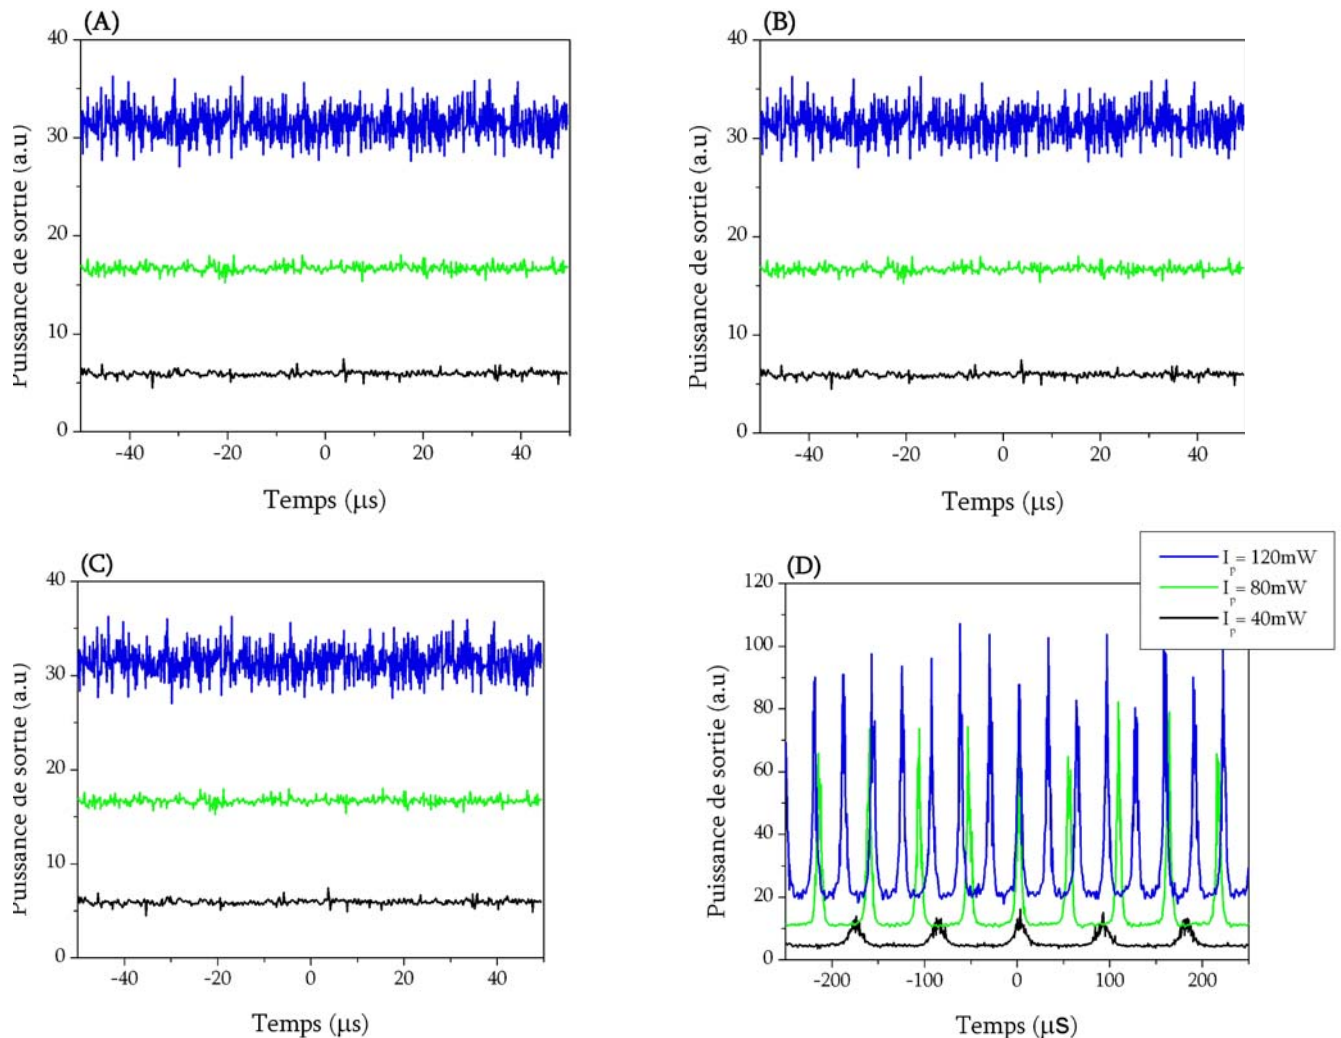 (A)
40
30
20
10
0
Puissance de sortie (a.u)
-40 -20 0 20 40
Temps (μs)
(B)
40
30
20
10
0
Puissance de sortie (a.u)
-40 -20 0 20 40
Temps (μs)
(C)
40
30
20
10
0
Puissance de sortie (a.u)
-40 -20 0 20 40
Temps (μs)
(D)
I_p = 120mW
I_p = 80mW
I_p = 40mW
120
100
80
60
40
20
0
Puissance de sortie (a.u)
-200 -100 0 100 200
Temps (μs)